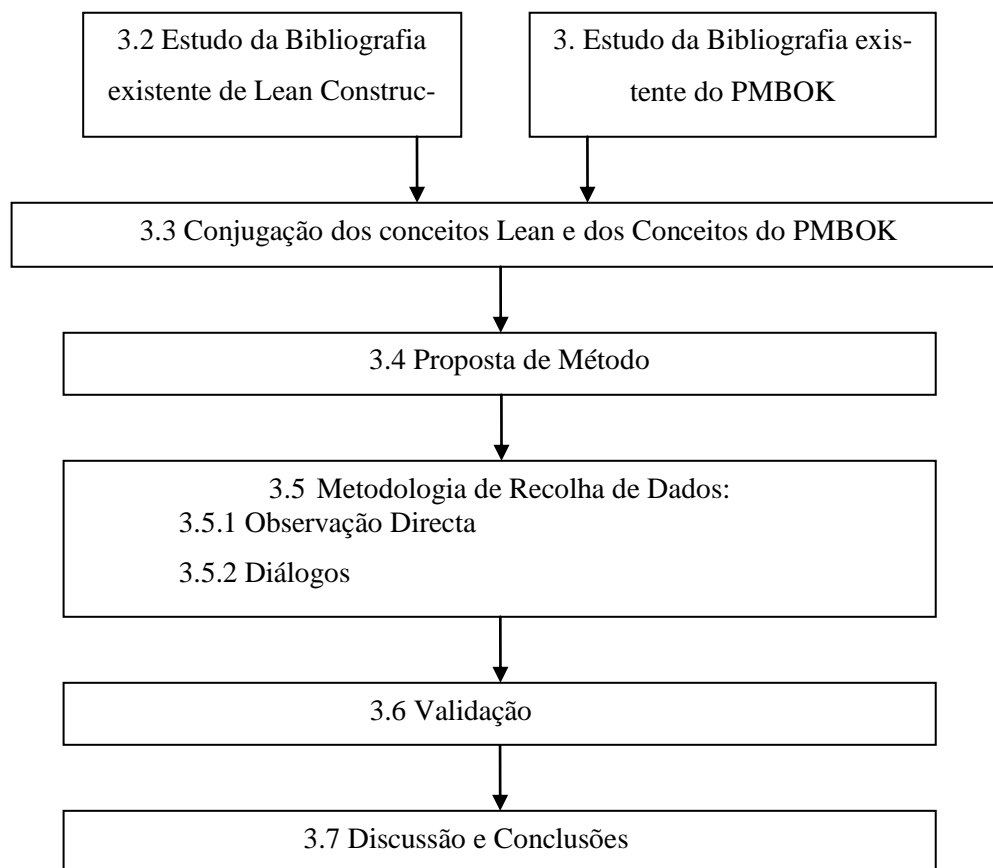 3.2 Estudo da Bibliografia
existente de Lean Construc-
3. Estudo da Bibliografia exis-
tente do PMBOK
3.3 Conjugação dos conceitos Lean e dos Conceitos do PMBOK
3.4 Proposta de Método
3.5 Metodologia de Recolha de Dados:
3.5.1 Observação Directa
3.5.2 Diálogos
3.6 Validação
3.7 Discussão e Conclusões